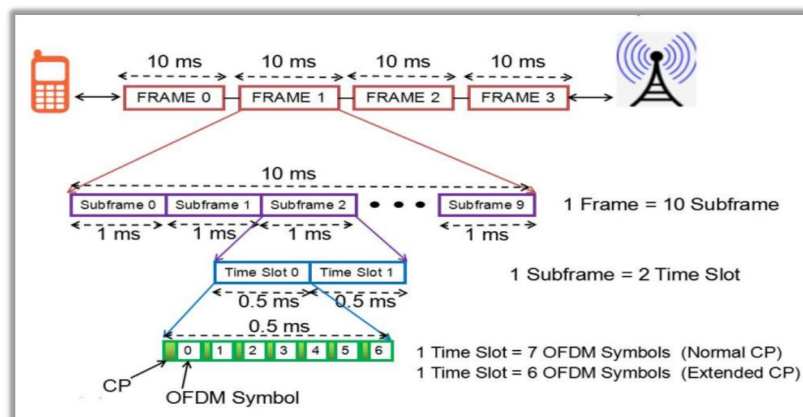 10 ms 10 ms 10 ms 10 ms
FRAME 0 FRAME 1 FRAME 2 FRAME 3
10 ms
Subframe 0 Subframe 1 Subframe 2 Subframe 9 1 Frame = 10 Subframe
1 ms 1 ms 1 ms 1 ms
Time Slot 0 Time Slot 1 1 Subframe = 2 Time Slot
0.5 ms 0.5 ms
0.5 ms
0 1 2 3 4 5 6 1 Time Slot = 7 OFDM Symbols (Normal CP)
1 Time Slot = 6 OFDM Symbols (Extended CP)
CP
OFDM Symbol